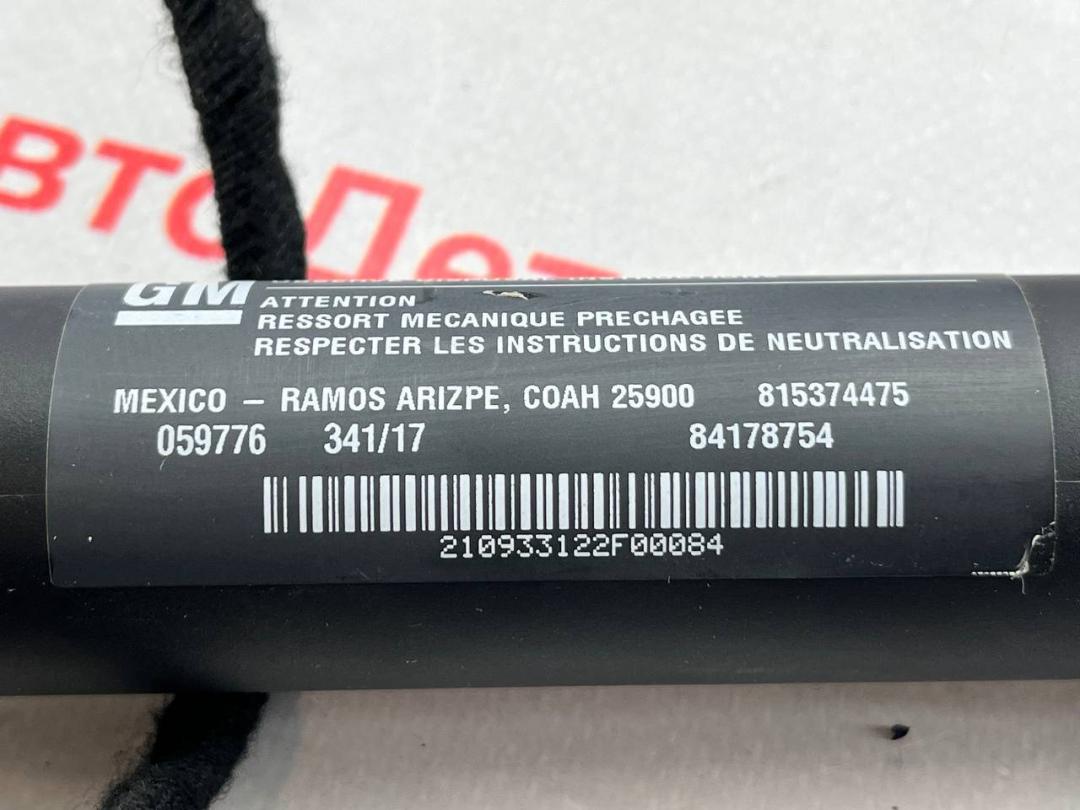 автоДет
GM
ATTENTION
RESSORT MECANIQUE PRECHAGEE
RESPECTER LES INSTRUCTIONS DE NEUTRALISATION
MEXICO – RAMOS ARIZPE, COAH 25900 815374475
059776 341/17 84178754
210933122F00084